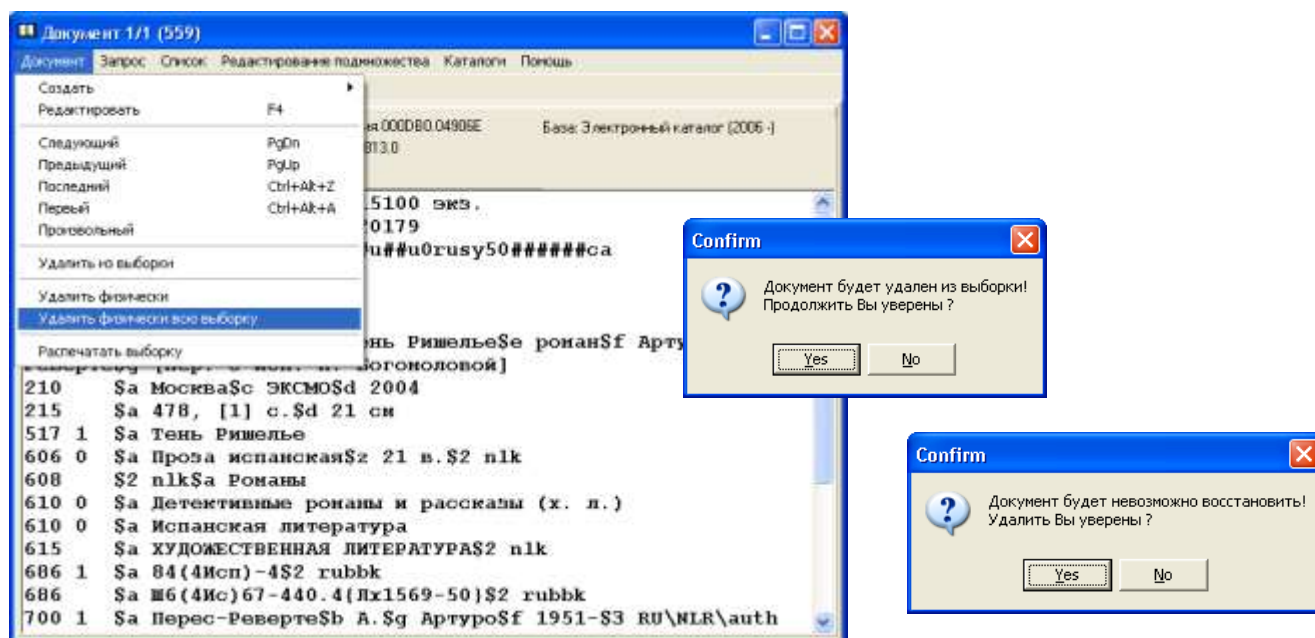 Документ 1/1 (559)
Документ Запрос Список Редактирование подмножества Каталоги Помощь
Создать
Редактировать F4
Следующий PgDn
Предыдущий PgUp
Последний Ctrl+Alt+Z
Первый Ctrl+Alt+A
Произвольный
Удалить из выборки
Удалить физически
Удалить физически всю выборку
Распечатать выборку
База: Электронный каталог (2006 -)
813.0
5100 экз.
0179
u##u0rusy50######ca
нь Ришелье$e роман$f Арту
Богомоловой]
210 $a Москва$c ЭКСМО$d 2004
215 $a 478, [1] с.$d 21 см
517 1 $a Тень Ришелье
606 0 $a Проза испанская$z 21 в.$2 nlk
608 $2 nlk$a Романы
610 0 $a Детективные романы и рассказы (х. л.)
610 0 $a Испанская литература
615 $a ХУДОЖЕСТВЕННАЯ ЛИТЕРАТУРА$2 nlk
686 1 $a 84(4Исп)-4$2 rubbk
686 $a Ш6(4Ис)67-440.4{Лх1569-50}$2 rubbk
700 1 $a Перес-Реверте$b А.$g Артуро$f 1951-$3 RU\NLR\auth
Confirm
Документ будет удален из выборки!
Продолжить Вы уверены ?
Yes No
Confirm
Документ будет невозможно восстановить!
Удалить Вы уверены ?
Yes No